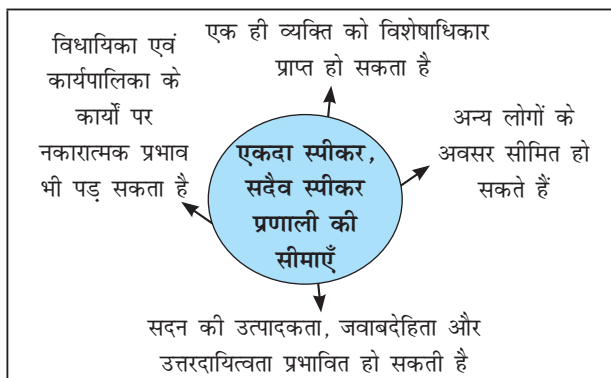 विधायिका एवं
कार्यपालिका के
कार्यों पर
नकारात्मक प्रभाव
भी पड़ सकता है
एक ही व्यक्ति को विशेषाधिकार
प्राप्त हो सकता है
अन्य लोगों के
अवसर सीमित हो
सकते हैं
एकदा स्पीकर,
सदैव स्पीकर
प्रणाली की
सीमाएँ
सदन की उत्पादकता, जवाबदेहिता और
उत्तरदायित्वता प्रभावित हो सकती है